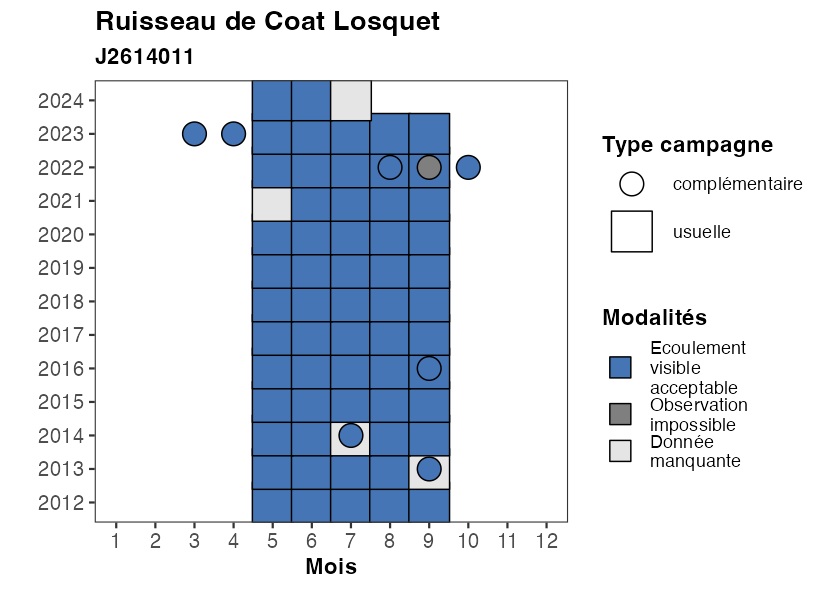 Ruisseau de Coat Losquet
J2614011
2024
2023
2022
2021
2020
2019
2018
2017
2016
2015
2014
2013
2012
1 2 3 4 5 6 7 8 9 10 11 12
Mois
Type campagne
complémentaire
usuelle
Modalités
Ecoulement
visible
acceptable
Observation
impossible
Donnée
manquante